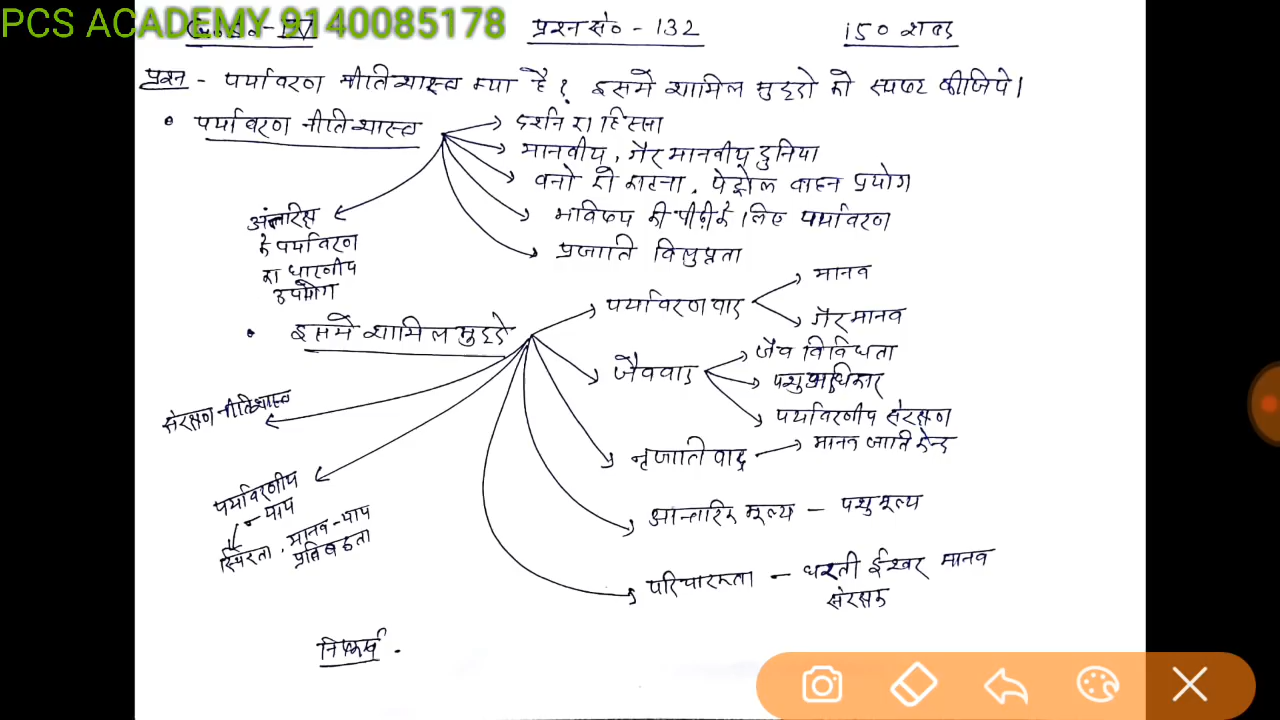 PCS ACADEMY 9140085178
प्रश्न सं० - 132
150 शब्द
प्रश्न - पर्यावरण नीतिशास्त्र क्या है? इसमें शामिल मुद्दो को स्पष्ट कीजिये।
• पर्यावरण नीतिशास्त्र
दर्शन का हिस्सा
मानवीय, गैर मानवीय दुनिया
वनो की काटना, पेट्रोल वाहन प्रयोग
भविष्य की पीढ़ी के लिए पर्यावरण
प्रजाति विलुप्तता
अंतरिक्ष
के पर्यावरण
का धारणीय
उपयोग
• इसमें शामिल मुद्दे
पर्यावरणवाद
मानव
गैर मानव
जैववाद
जैव विविधता
पशु अधिकार
पर्यावरणीय संरक्षण
नृजातिवाद
मानव जाति केन्द्र
आन्तरिक मूल्य - पशु मूल्य
परिचारकता - धरती ईश्वर मानव
संरक्षक
संरक्षण नीतिशास्त्र
पर्यावरणीय
न्याय
स्थिरता, मानव-न्याय
प्रतिबद्धता
निष्कर्ष .